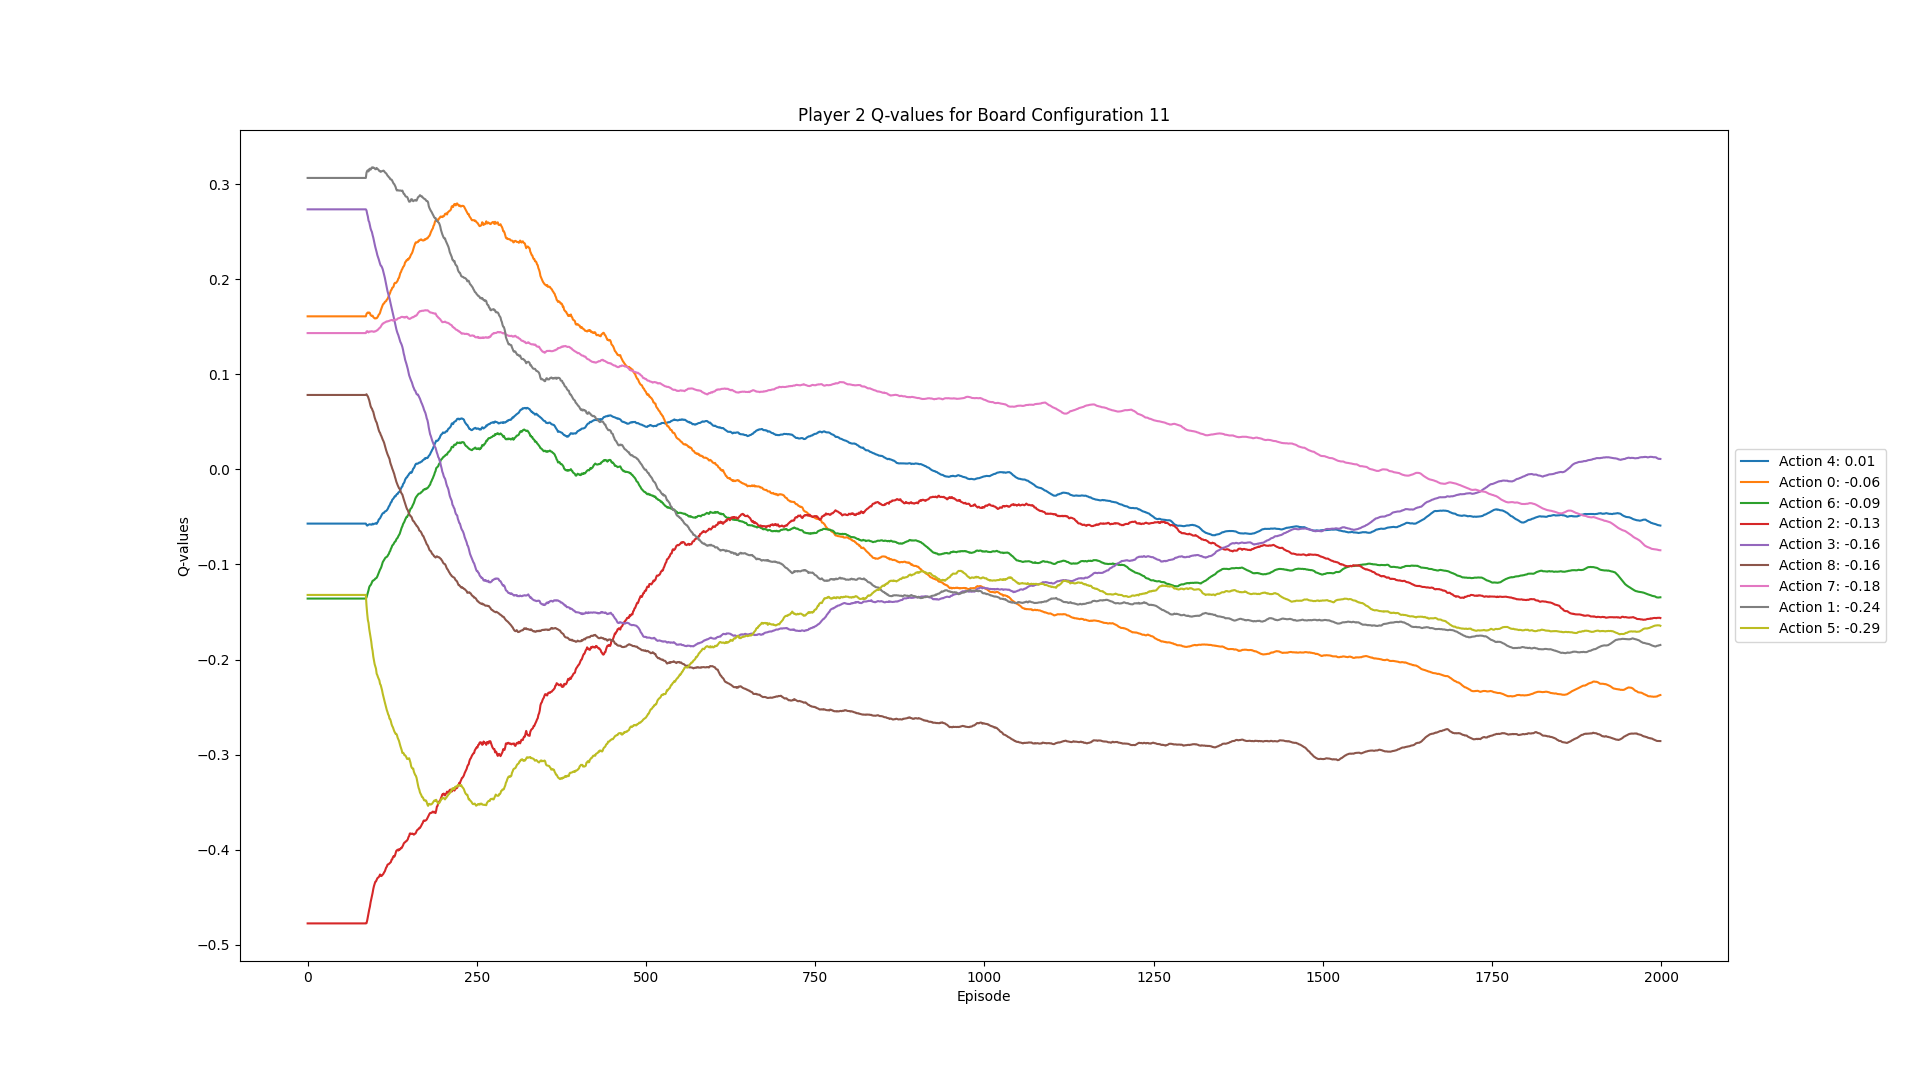 Player 2 Q-values for Board Configuration 11
0.3
0.2
0.1
0.0
−0.1
−0.2
−0.3
−0.4
−0.5
Q-values
0 250 500 750 1000 1250 1500 1750 2000
Episode
Action 4: 0.01
Action 0: -0.06
Action 6: -0.09
Action 2: -0.13
Action 3: -0.16
Action 8: -0.16
Action 7: -0.18
Action 1: -0.24
Action 5: -0.29